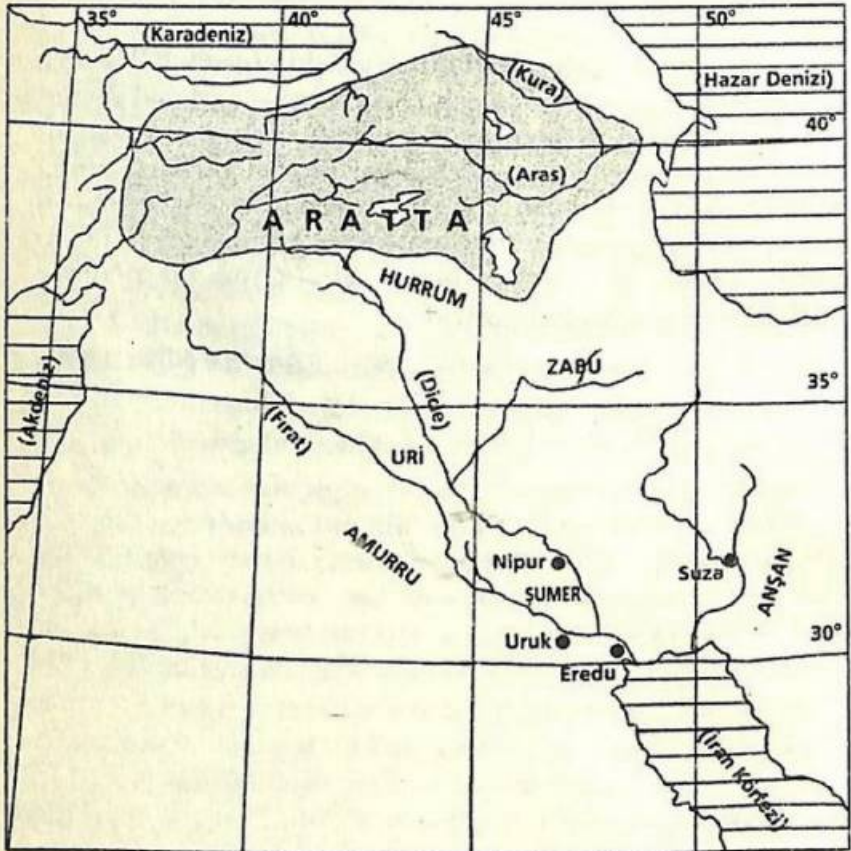 35° 40° 45° 50°
(Karadeniz)
(Kura)
(Hazar Denizi)
40°
(Aras)
ARATTA
HURRUM
ZABU
35°
(Akdeniz)
(Dicle)
(Fırat)
URİ
AMURRU
Nipur
Suza
ANŞAN
ŞUMER
Uruk
30°
Eredu
(İran Körfezi)